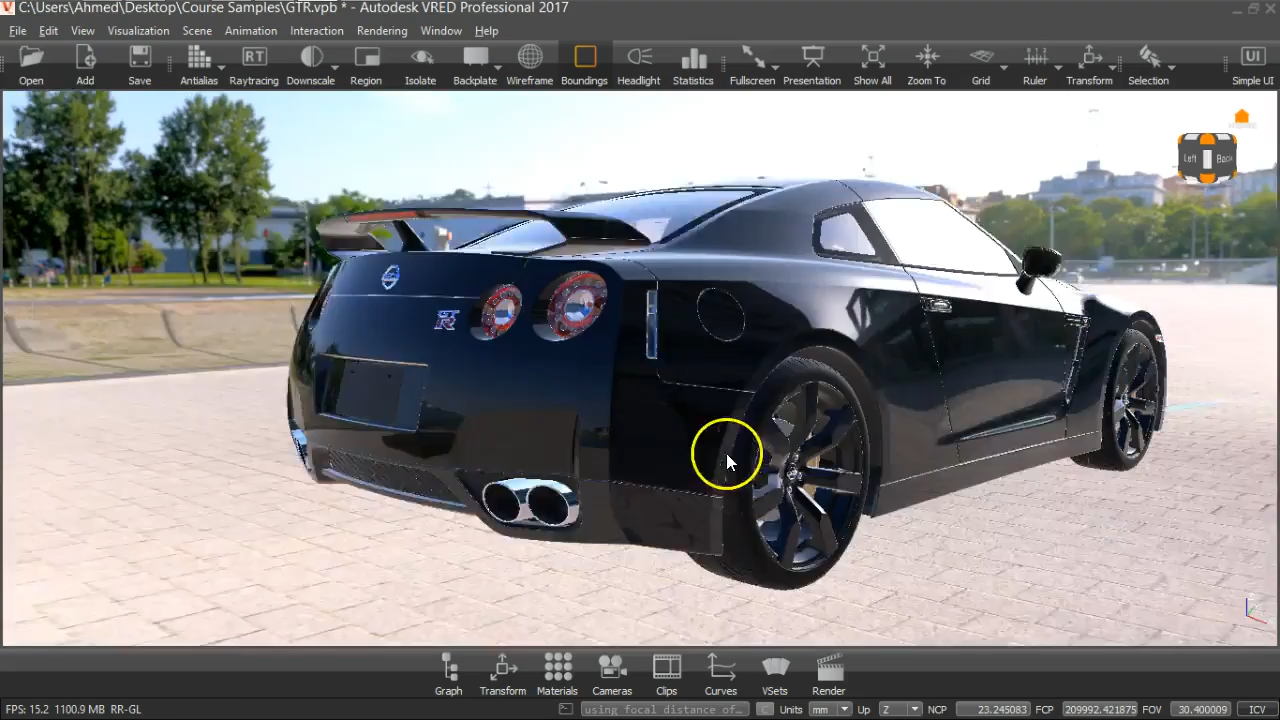 C:\Users\Ahmed\Desktop\Course Samples\GTR.vpb * - Autodesk VRED Professional 2017
File Edit View Visualization Scene Animation Interaction Rendering Window Help
Open Add Save Antialias Raytracing Downscale Region Isolate Backplate Wireframe Boundings Headlight Statistics Fullscreen Presentation Show All Zoom To Grid Ruler Transform Selection Simple UI
RT
UI
Left Back
GTR
Graph Transform Materials Cameras Clips Curves VSets Render
FPS: 15.2 1100.9 MB RR-GL using focal distance of... C Units mm Up Z NCP 23.245083 FCP 209992.421875 FOV 30.400009 ICV